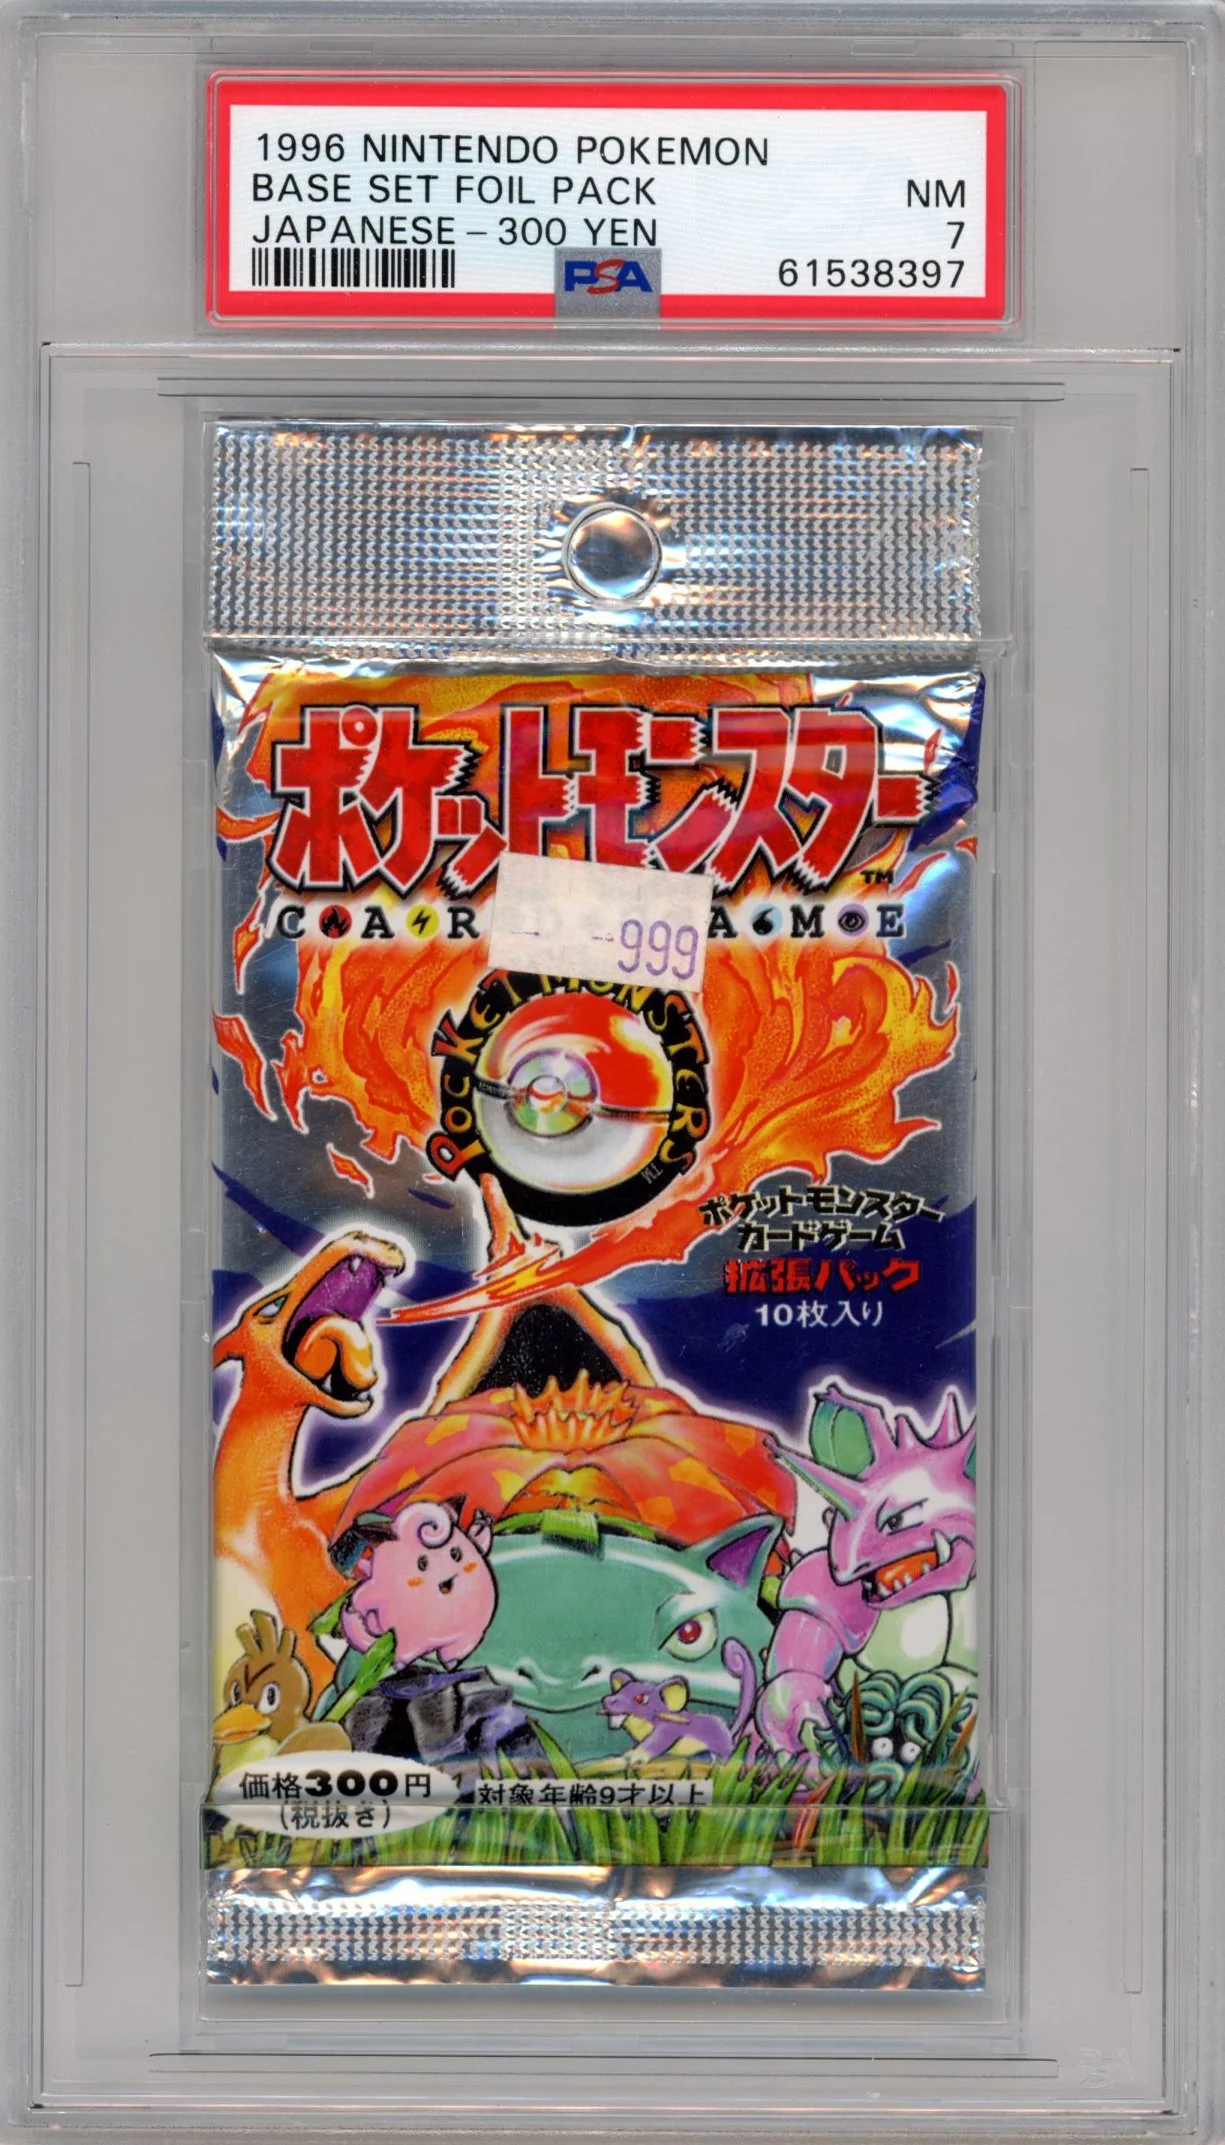 1996 NINTENDO POKEMON
BASE SET FOIL PACK NM
JAPANESE - 300 YEN 7
PSA 61538397
ポケットモンスター
TM
CAR AME
-999
POCKET MONSTERS
ポケットモンスター
カードゲーム
拡張パック
10枚入り
価格300円
(税抜き)
対象年齢9才以上